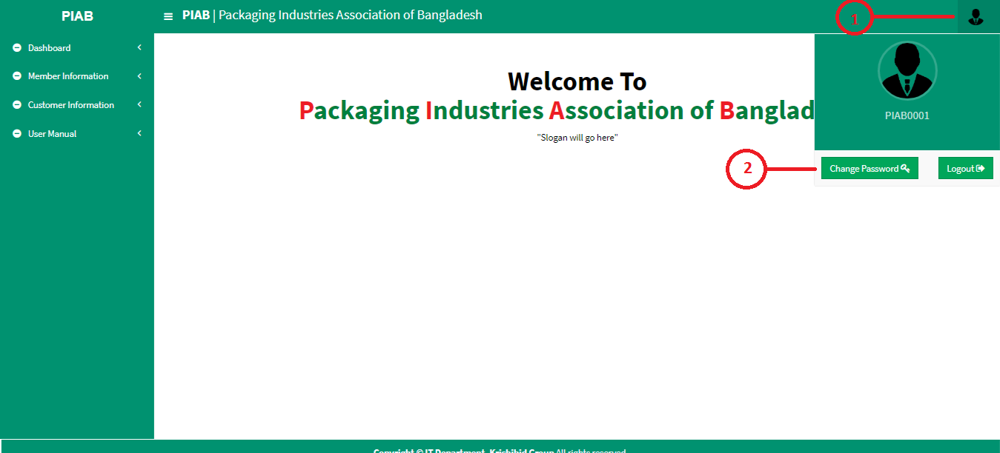 PIAB
PIAB | Packaging Industries Association of Bangladesh
1
Dashboard
Member Information
Customer Information
User Manual
Welcome To
Packaging Industries Association of Banglad
"Slogan will go here"
PIAB0001
2
Change Password
Logout
Copyright © IT Department, Krishibid Group All rights reserved